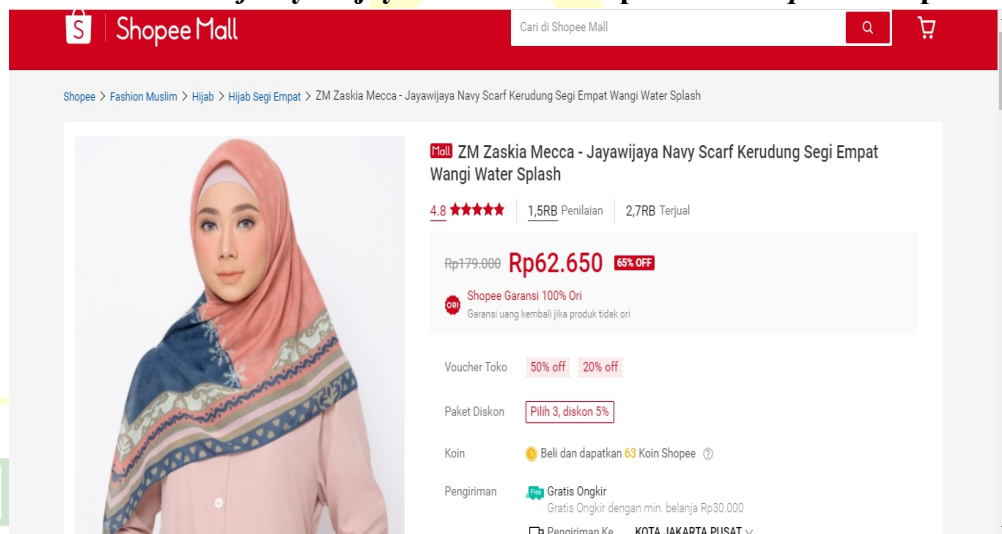 S Shopee Mall Cari di Shopee Mall
Shopee > Fashion Muslim > Hijab > Hijab Segi Empat > ZM Zaskia Mecca - Jayawijaya Navy Scarf Kerudung Segi Empat Wangi Water Splash
Mall ZM Zaskia Mecca - Jayawijaya Navy Scarf Kerudung Segi Empat
Wangi Water Splash
4.8 ★★★★★ 1,5RB Penilaian 2,7RB Terjual
Rp179.000 Rp62.650 65% OFF
Shopee Garansi 100% Ori
ORI
Garansi uang kembali jika produk tidak ori
Voucher Toko 50% off 20% off
Paket Diskon Pilih 3, diskon 5%
Koin Beli dan dapatkan 63 Koin Shopee ?
Pengiriman Free Gratis Ongkir
Gratis Ongkir dengan min. belanja Rp30.000
Pengiriman Ke KOTA JAKARTA PUSAT